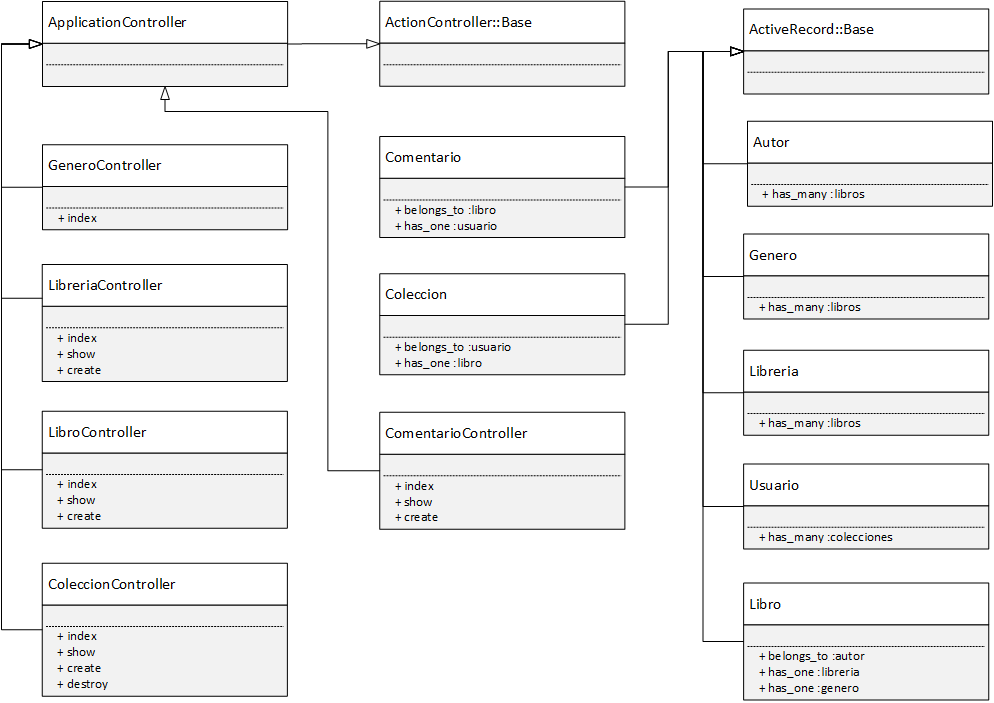 ApplicationController
GeneroController
+ index
LibreriaController
+ index
+ show
+ create
LibroController
+ index
+ show
+ create
ColeccionController
+ index
+ show
+ create
+ destroy
ActionController::Base
Comentario
+ belongs_to :libro
+ has_one :usuario
Coleccion
+ belongs_to :usuario
+ has_one :libro
ComentarioController
+ index
+ show
+ create
ActiveRecord::Base
Autor
+ has_many :libros
Genero
+ has_many :libros
Libreria
+ has_many :libros
Usuario
+ has_many :colecciones
Libro
+ belongs_to :autor
+ has_one :libreria
+ has_one :genero